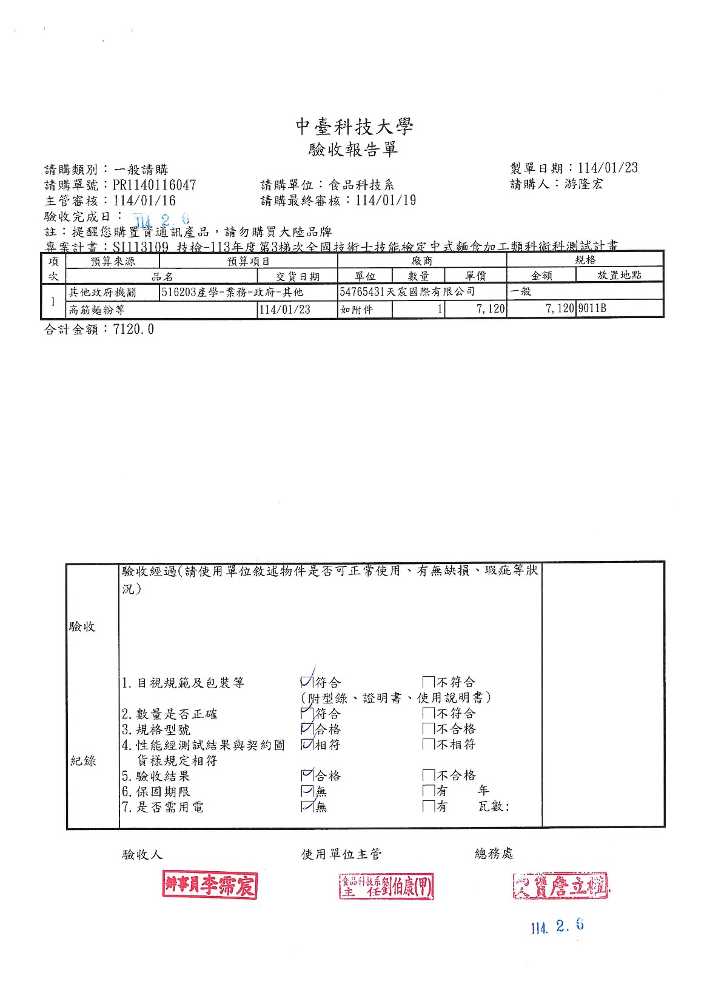 中臺科技大學
驗收報告單
請購類別：一般請購 製單日期：114/01/23
請購單號：PR1140116047 請購單位：食品科技系 請購人：游隆宏
主管審核：114/01/16 請購最終審核：114/01/19
驗收完成日： 114. 2. 6
註：提醒您購置資通訊產品，請勿購買大陸品牌
專案計畫：SI113109 技檢-113年度第3梯次全國技術士技能檢定中式麵食加工類科術科測試計畫
項次 預算來源 預算項目 廠商 規格
品名 交貨日期 單位 數量 單價 金額 放置地點
1 其他政府機關 516203產學-業務-政府-其他 54765431天宸國際有限公司 一般
高筋麵粉等 114/01/23 如附件 1 7,120 7,120 9011B
合計金額：7120.0
驗收經過(請使用單位敘述物件是否可正常使用、有無缺損、瑕疵等狀
況)
驗收
1.目視規範及包裝等 ☑符合 □不符合
(附型錄、證明書、使用說明書)
2.數量是否正確 ☑符合 □不符合
3.規格型號 ☑合格 □不合格
4.性能經測試結果與契約圖 ☑相符 □不相符
紀錄 貨樣規定相符
5.驗收結果 ☑合格 □不合格
6.保固期限 ☑無 □有 年
7.是否需用電 ☑無 □有 瓦數:
驗收人 使用單位主管 總務處
辦事員李霈宸 食品科技系主任劉伯康(甲) 詹立權
114. 2. 6